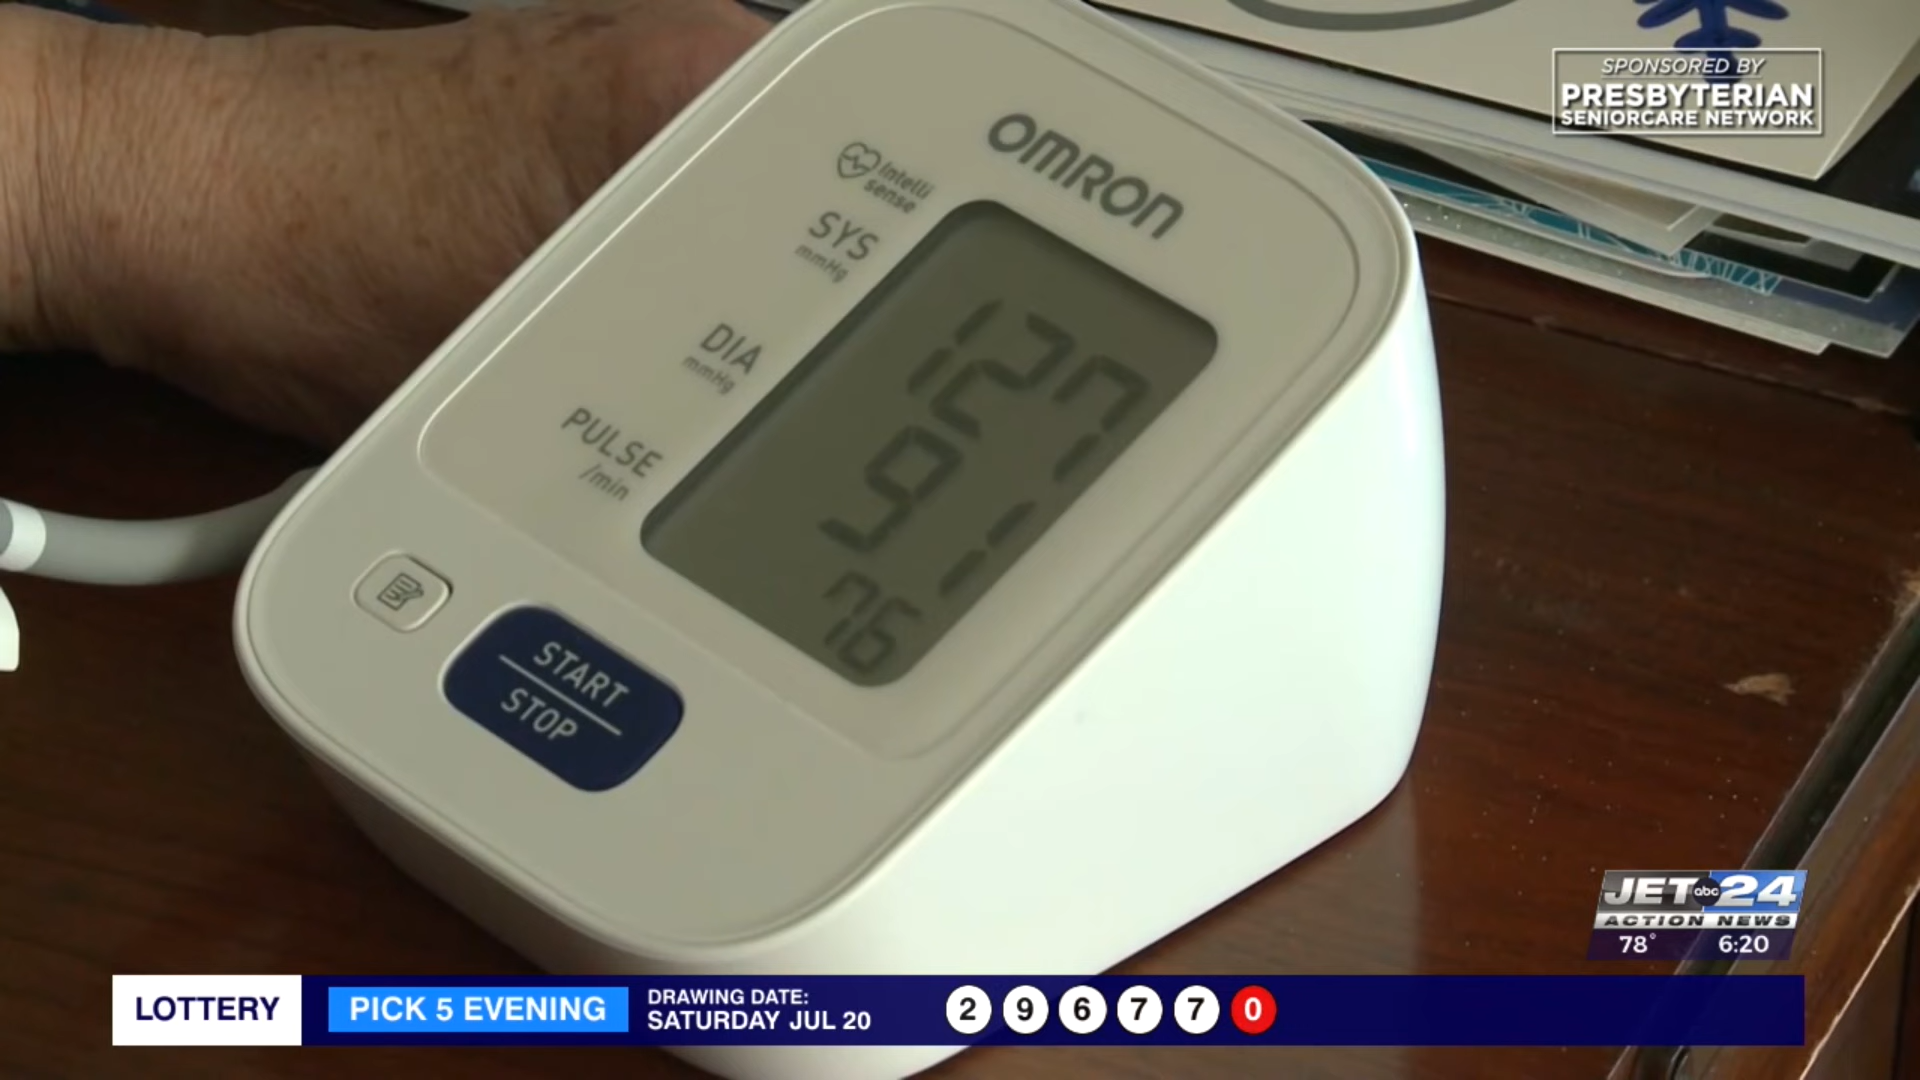 SPONSORED BY
PRESBYTERIAN
SENIORCARE NETWORK
OMRON
Intelli
sense
SYS
mmHg
127
DIA
mmHg
91
PULSE
/min
76
START
STOP
JET abc 24
ACTION NEWS
78° 6:20
LOTTERY
PICK 5 EVENING
DRAWING DATE:
SATURDAY JUL 20
2 9 6 7 7 0